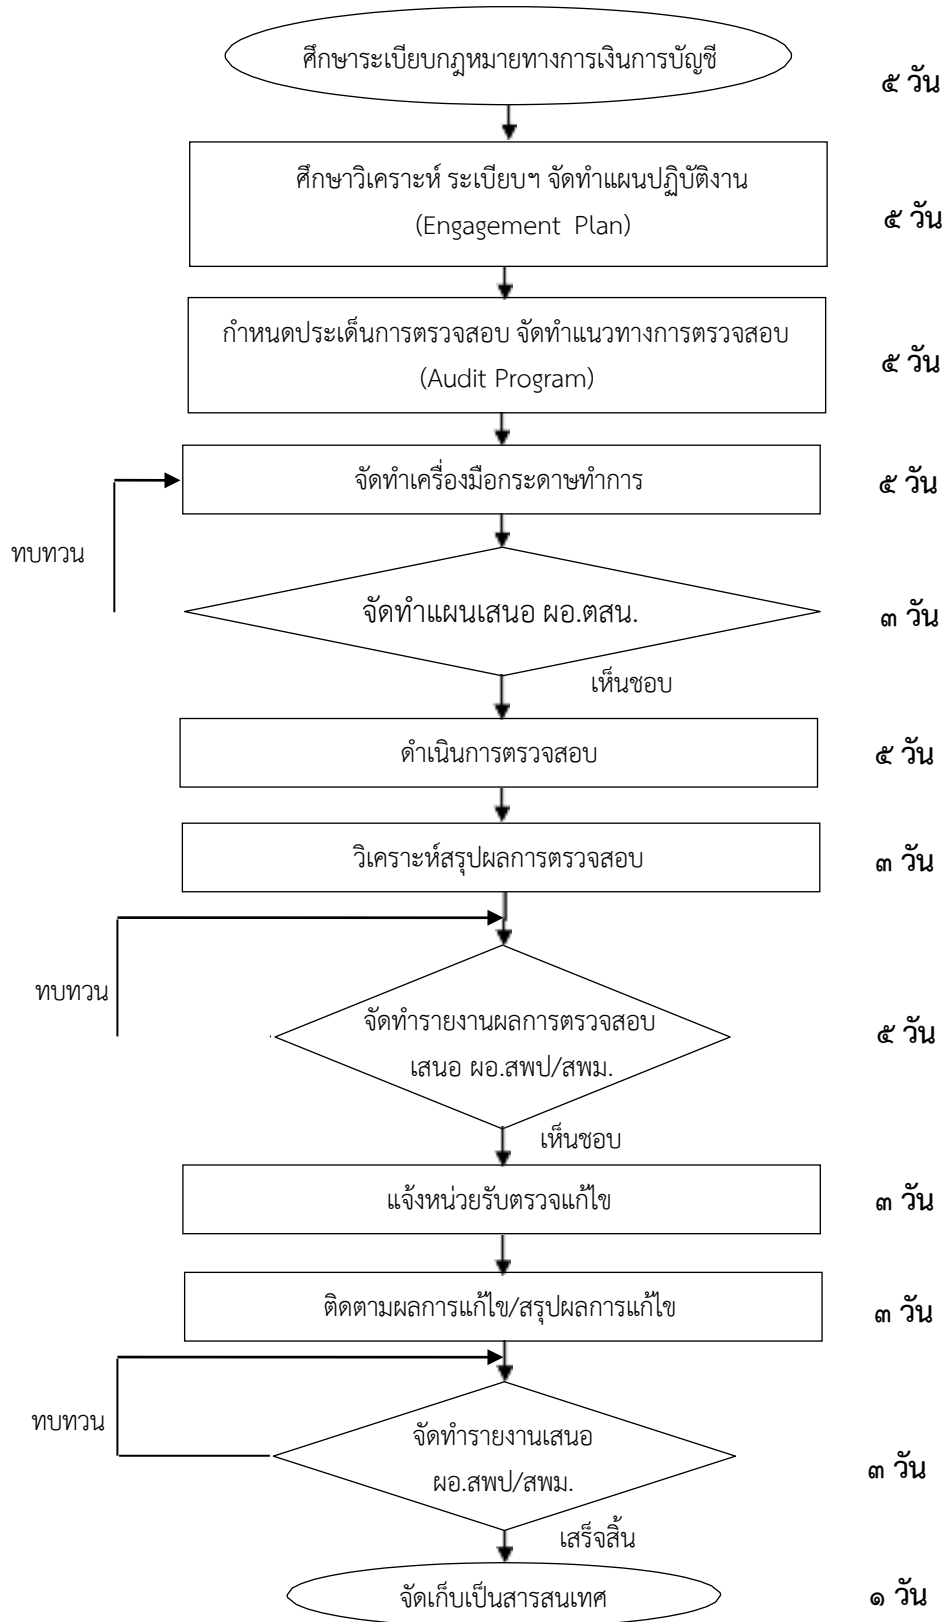 ศึกษาระเบียบกฎหมายทางการเงินการบัญชี
๕ วัน
ศึกษาวิเคราะห์ ระเบียบฯ จัดทำแผนปฏิบัติงาน
(Engagement Plan)
๕ วัน
กำหนดประเด็นการตรวจสอบ จัดทำแนวทางการตรวจสอบ
(Audit Program)
๕ วัน
จัดทำเครื่องมือกระดาษทำการ
๕ วัน
ทบทวน
จัดทำแผนเสนอ ผอ.ตสน.
๓ วัน
เห็นชอบ
ดำเนินการตรวจสอบ
๕ วัน
วิเคราะห์สรุปผลการตรวจสอบ
๓ วัน
ทบทวน
จัดทำรายงานผลการตรวจสอบ
เสนอ ผอ.สพป/สพม.
๕ วัน
เห็นชอบ
แจ้งหน่วยรับตรวจแก้ไข
๓ วัน
ติดตามผลการแก้ไข/สรุปผลการแก้ไข
๓ วัน
ทบทวน
จัดทำรายงานเสนอ
ผอ.สพป/สพม.
๓ วัน
เสร็จสิ้น
จัดเก็บเป็นสารสนเทศ
๑ วัน